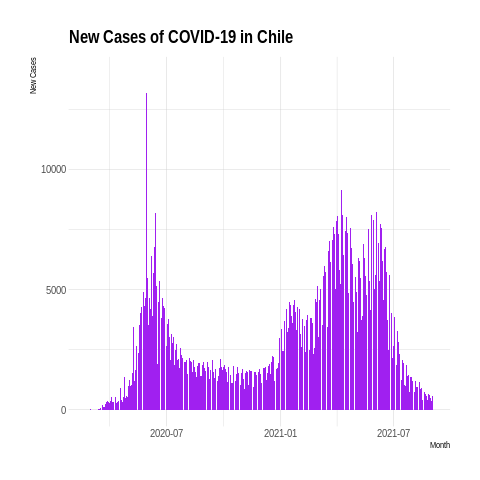 New Cases of COVID-19 in Chile
New Cases
10000
5000
0
2020-07 2021-01 2021-07
Month